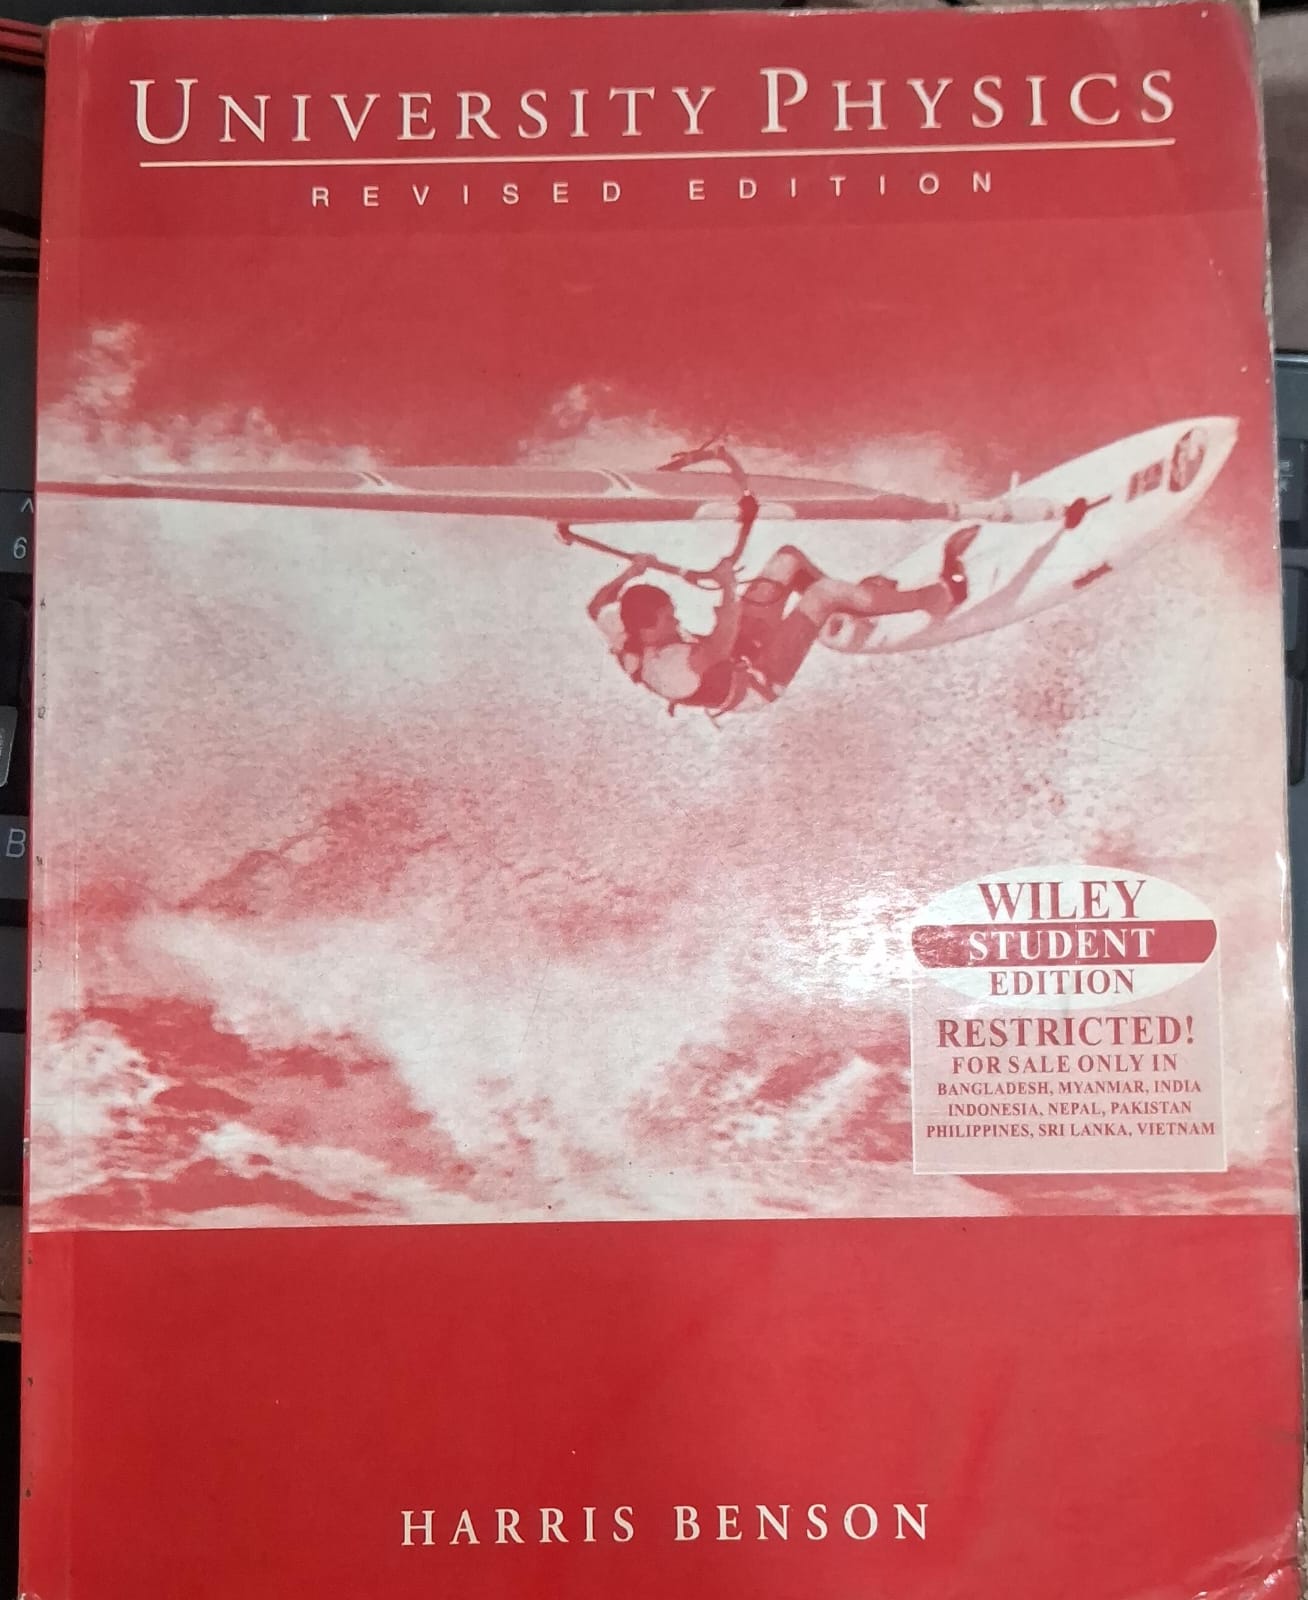 UNIVERSITY PHYSICS
REVISED EDITION
^
6
B
WILEY
STUDENT
EDITION
RESTRICTED!
FOR SALE ONLY IN
BANGLADESH, MYANMAR, INDIA
INDONESIA, NEPAL, PAKISTAN
PHILIPPINES, SRI LANKA, VIETNAM
HARRIS BENSON